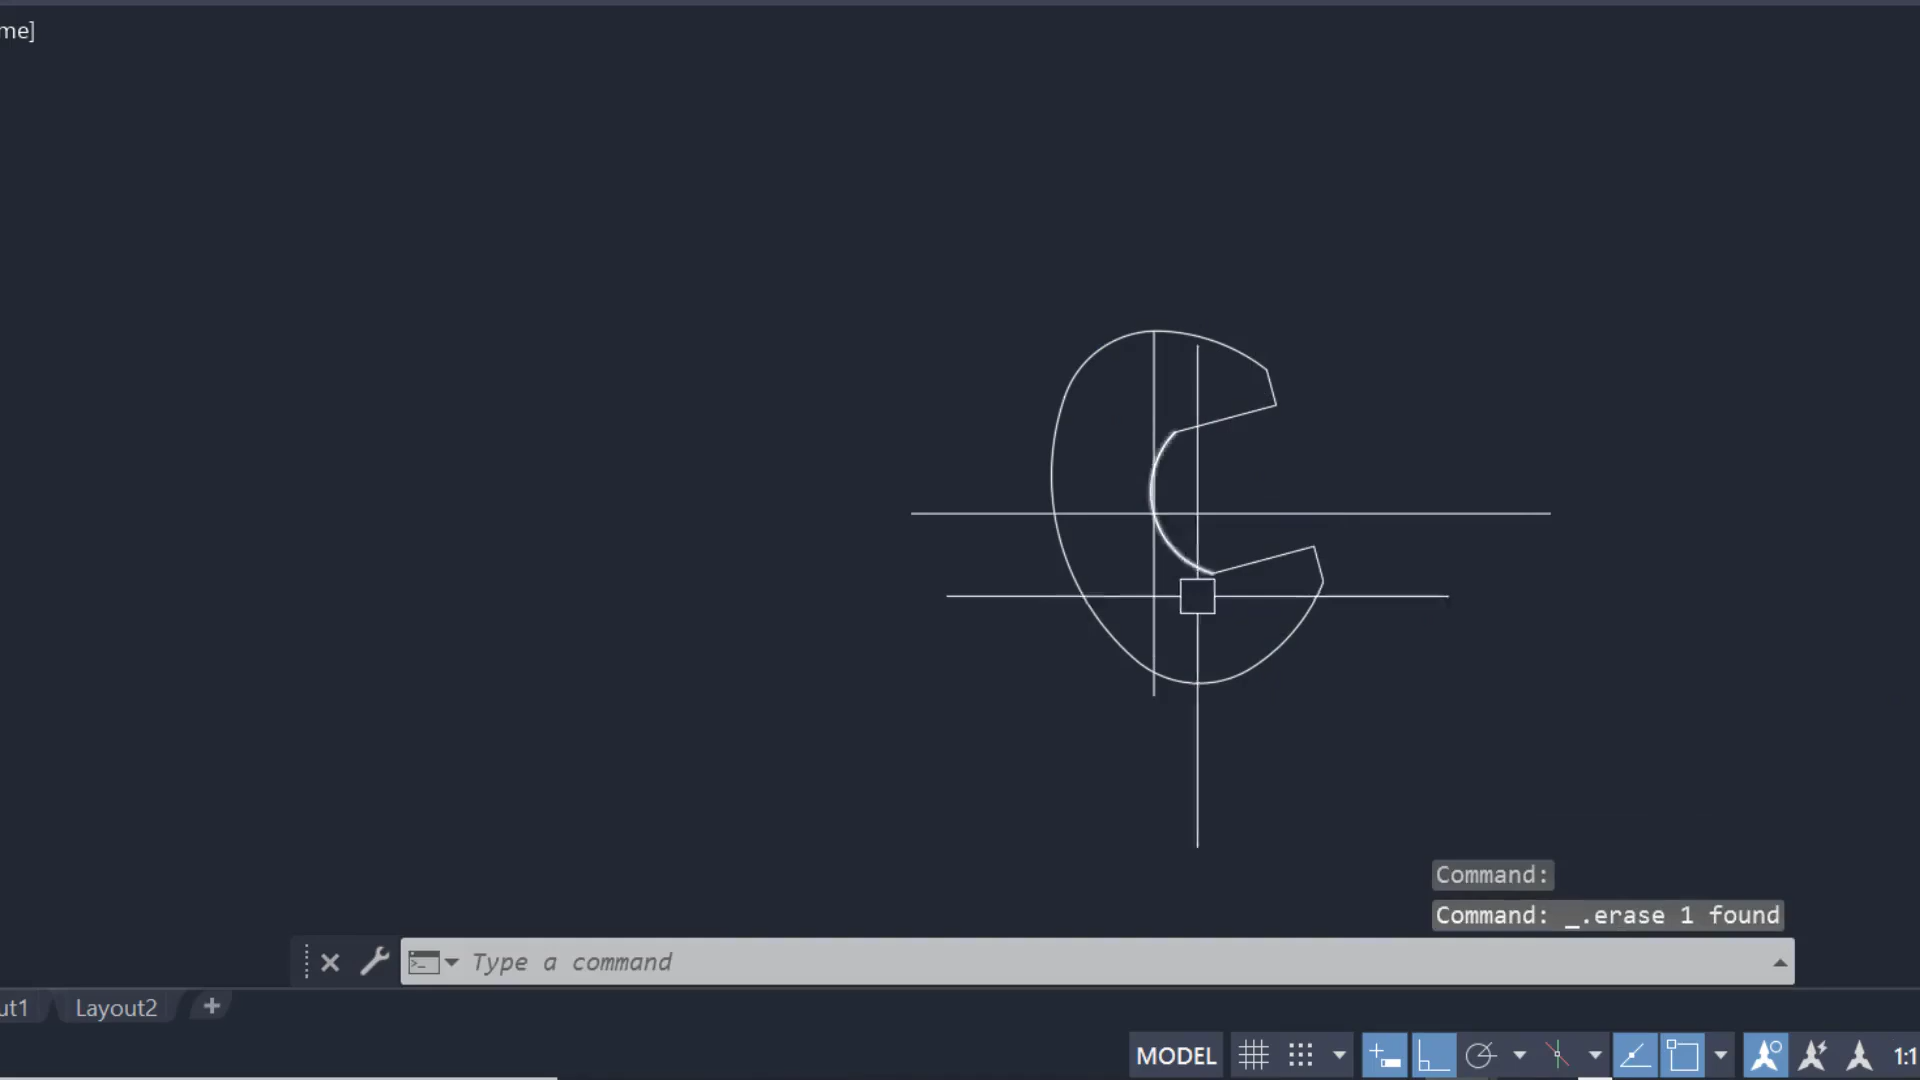 me]
Command:
Command: _.erase 1 found
Type a command
ut1
Layout2
MODEL
1:1